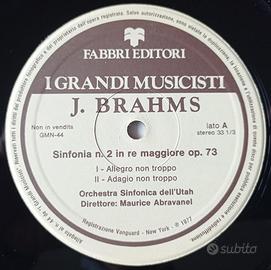 FABBRI EDITORI
I GRANDI MUSICISTI
J. BRAHMS
Non in vendita
GMN-44
lato A
stereo 33 1/3
Sinfonia n. 2 in re maggiore op. 73
I - Allegro non troppo
II - Adagio non troppo
Orchestra Sinfonica dell'Utah
Direttore: Maurice Abravanel
Registrazione Vanguard - New York - ℗ 1977
subito